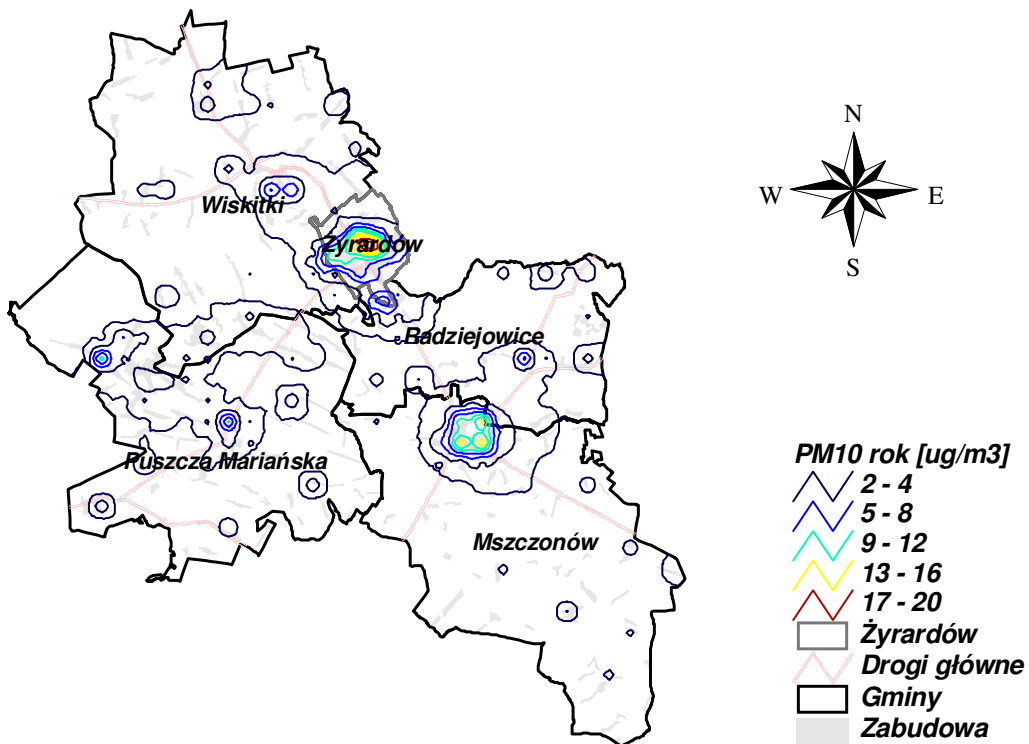 N
W
E
S
Wiskitki
Żyrardów
Badziejowice
Puszcza Mariańska
Mszczonów
PM10 rok [ug/m3]
2 - 4
5 - 8
9 - 12
13 - 16
17 - 20
Żyrardów
Drogi główne
Gminy
Zabudowa